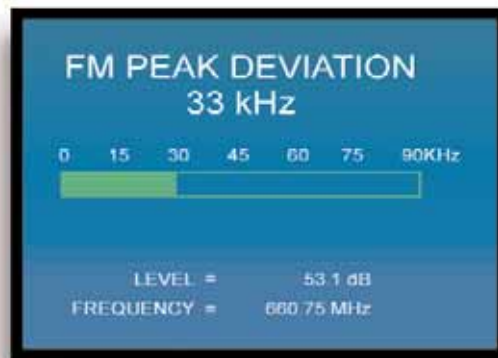 FM PEAK DEVIATION
33 kHz
0 15 30 45 60 75 90KHz
LEVEL = 53.1 dB
FREQUENCY = 660.75 MHz